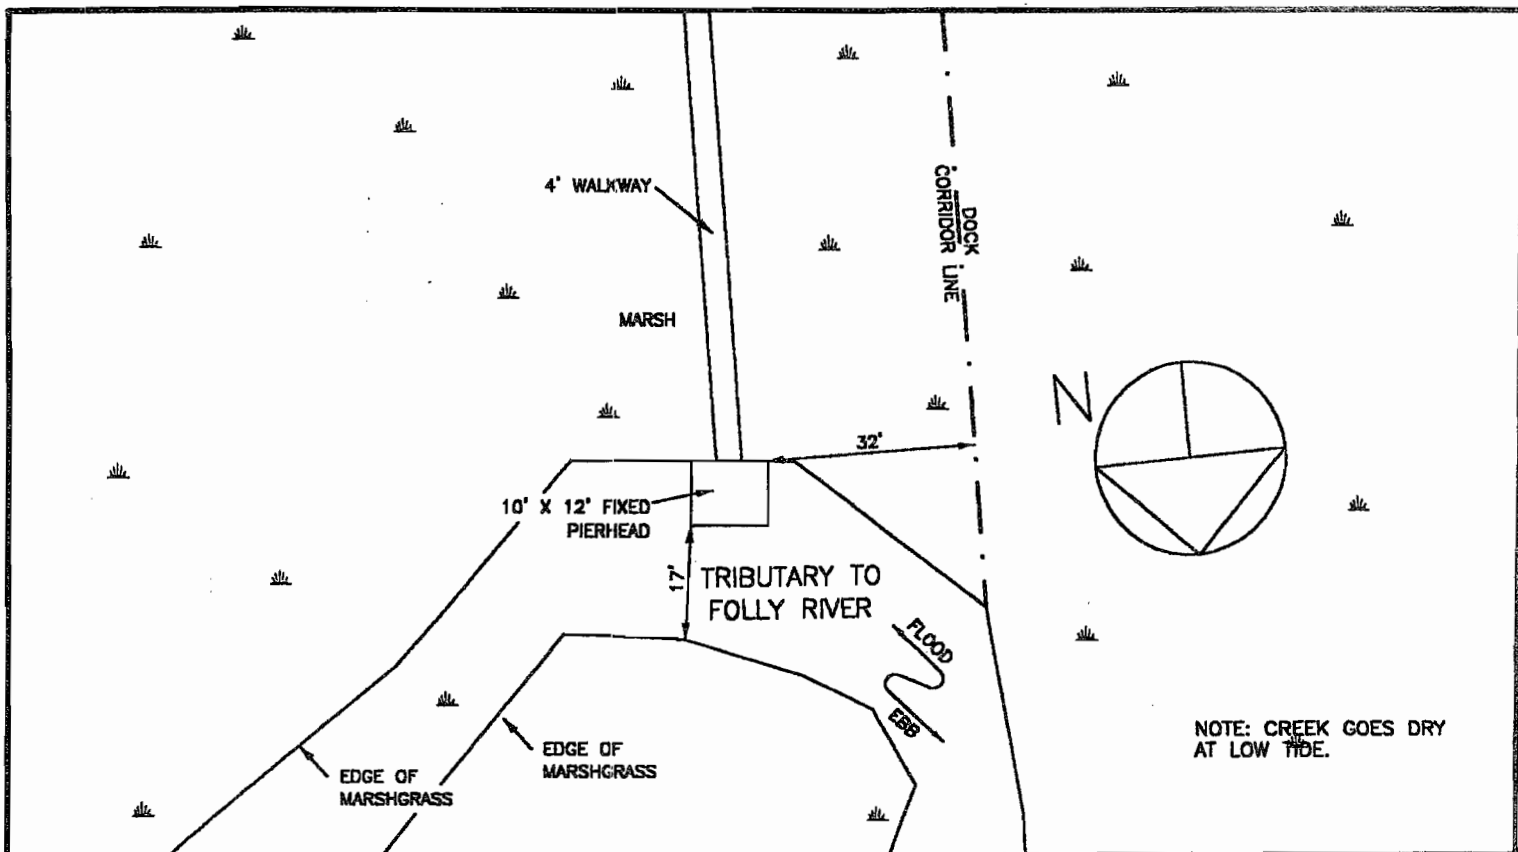 4' WALKWAY
DOCK
CORRIDOR LINE
MARSH
N
32'
10' X 12' FIXED
PIERHEAD
17'
TRIBUTARY TO
FOLLY RIVER
FLOOD
EBB
NOTE: CREEK GOES DRY
AT LOW TIDE.
EDGE OF
MARSHGRASS
EDGE OF
MARSHGRASS